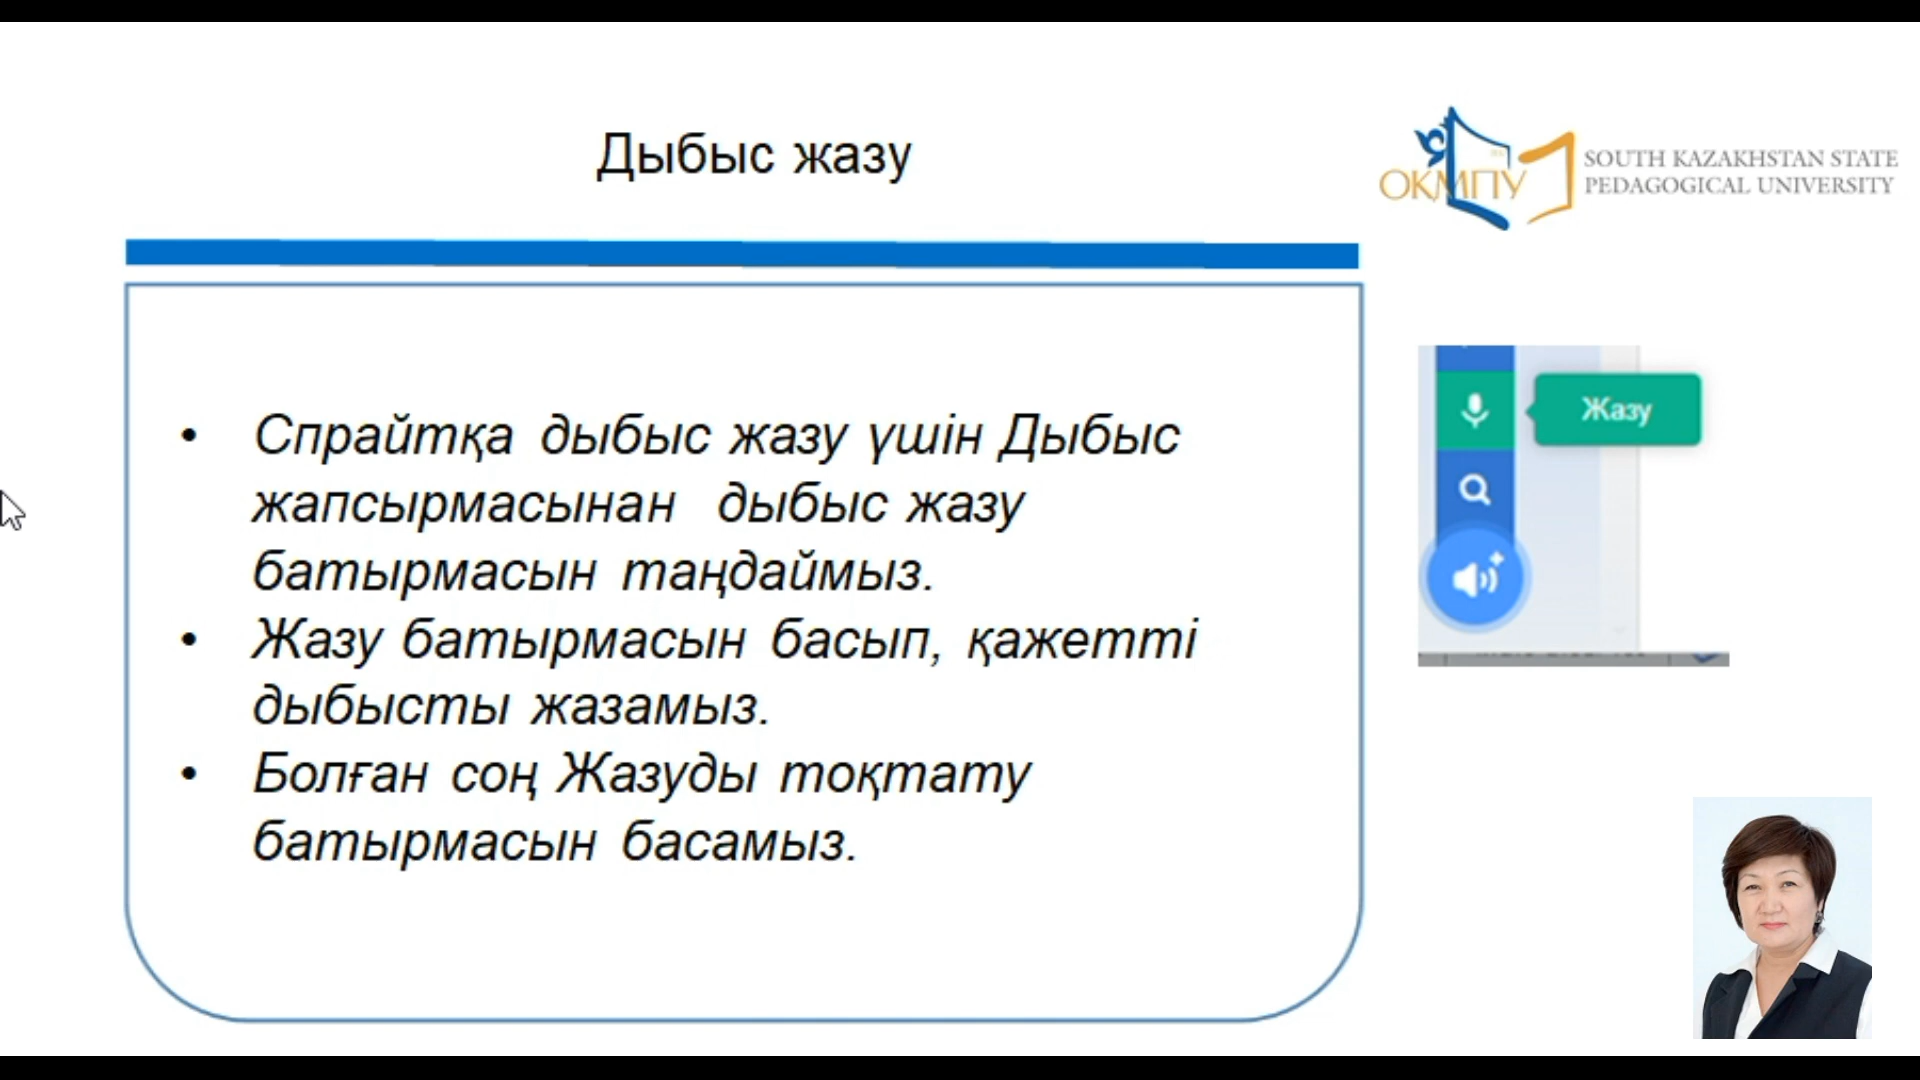 Дыбыс жазу
ОКМПУ
SOUTH KAZAKHSTAN STATE
PEDAGOGICAL UNIVERSITY
• Спрайтқа дыбыс жазу үшін Дыбыс
жапсырмасынан дыбыс жазу
батырмасын таңдаймыз.
• Жазу батырмасын басып, қажетті
дыбысты жазамыз.
• Болған соң Жазуды тоқтату
батырмасын басамыз.
Жазу